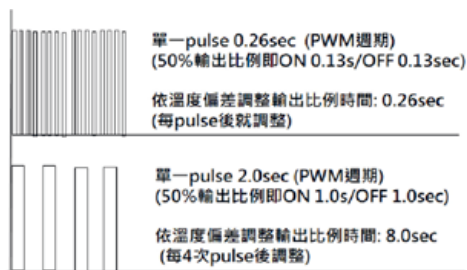 單一pulse 0.26sec (PWM週期)
(50%輸出比例即ON 0.13s/OFF 0.13sec)
依溫度偏差調整輸出比例時間: 0.26sec
(每pulse後就調整)
單一pulse 2.0sec (PWM週期)
(50%輸出比例即ON 1.0s/OFF 1.0sec)
依溫度偏差調整輸出比例時間: 8.0sec
(每4次pulse後調整)